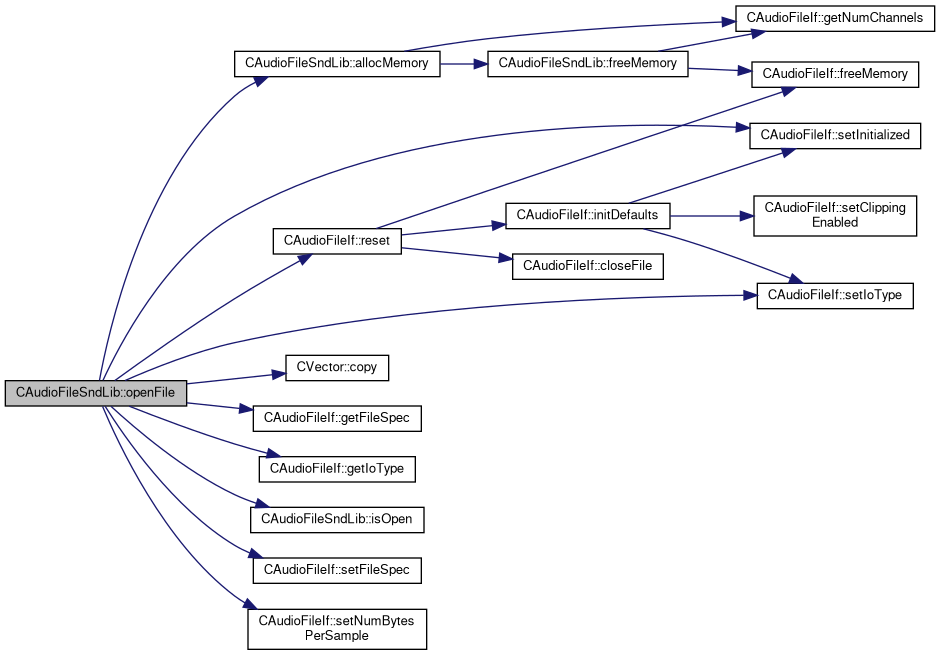 CAudioFileIf::getNumChannels
CAudioFileSndLib::allocMemory
CAudioFileSndLib::freeMemory
CAudioFileIf::freeMemory
CAudioFileIf::setInitialized
CAudioFileIf::initDefaults
CAudioFileIf::setClipping
Enabled
CAudioFileIf::reset
CAudioFileIf::closeFile
CAudioFileIf::setIoType
CVector::copy
CAudioFileSndLib::openFile
CAudioFileIf::getFileSpec
CAudioFileIf::getIoType
CAudioFileSndLib::isOpen
CAudioFileIf::setFileSpec
CAudioFileIf::setNumBytes
PerSample